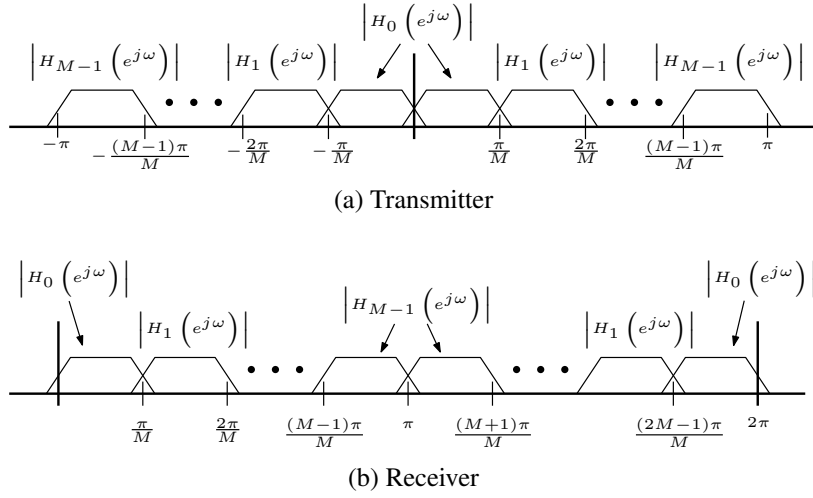 |H_0 (e^{jω})|
|H_{M−1} (e^{jω})| |H_1 (e^{jω})| |H_1 (e^{jω})| |H_{M−1} (e^{jω})|
• • • • • •
−π −(M−1)π/M −2π/M −π/M π/M 2π/M (M−1)π/M π
(a) Transmitter
|H_0 (e^{jω})| |H_0 (e^{jω})|
|H_1 (e^{jω})| |H_{M−1} (e^{jω})| |H_1 (e^{jω})|
• • • • • •
π/M 2π/M (M−1)π/M π (M+1)π/M (2M−1)π/M 2π
(b) Receiver